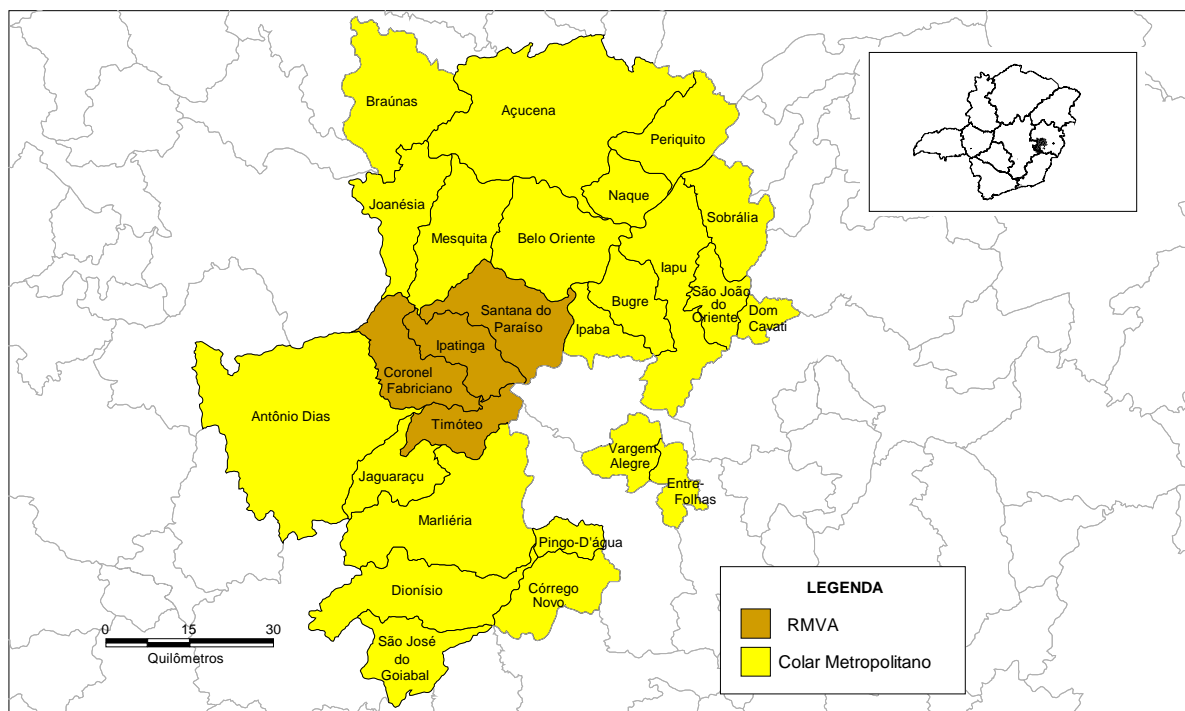 Braúnas
Açucena
Periquito
Naque
Joanésia
Sobrália
Mesquita
Belo Oriente
Iapu
São João
do
Oriente
Bugre
Santana do
Paraíso
Dom
Cavati
Ipaba
Ipatinga
Coronel
Fabriciano
Antônio Dias
Timóteo
Vargem
Alegre
Jaguaraçu
Entre-
Folhas
Marliéria
Pingo-D'água
Dionísio
Córrego
Novo
São José
do
Goiabal
0 15 30
Quilômetros
LEGENDA
RMVA
Colar Metropolitano